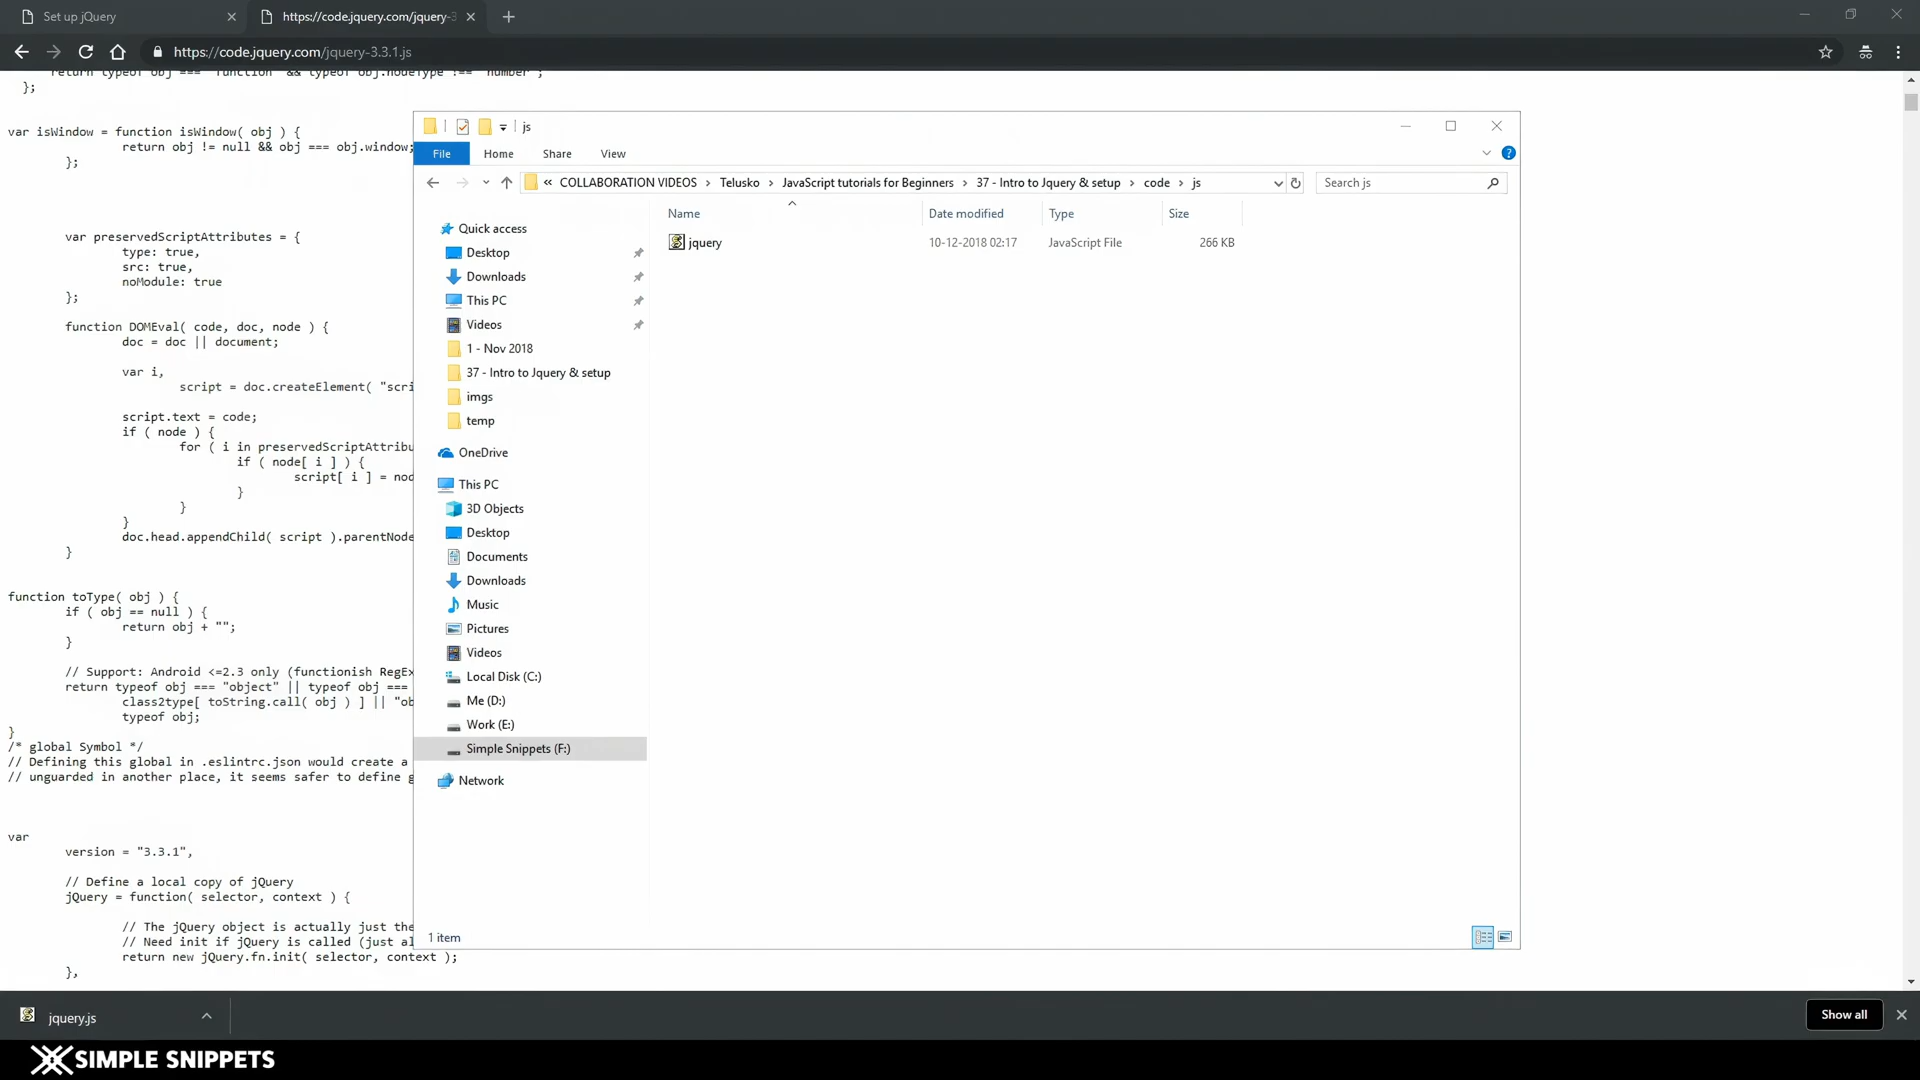 Set up jQuery
https://code.jquery.com/jquery-3
https://code.jquery.com/jquery-3.3.1.js
return typeof obj === "function" && typeof obj.nodeType !== "number";
};
var isWindow = function isWindow( obj ) {
return obj != null && obj === obj.window;
};
var preservedScriptAttributes = {
type: true,
src: true,
noModule: true
};
function DOMEval( code, doc, node ) {
doc = doc || document;
var i,
script = doc.createElement( "scri
script.text = code;
if ( node ) {
for ( i in preservedScriptAttribu
if ( node[ i ] ) {
script[ i ] = nod
}
}
}
doc.head.appendChild( script ).parentNode
}
function toType( obj ) {
if ( obj == null ) {
return obj + "";
}
// Support: Android <=2.3 only (functionish RegEx
return typeof obj === "object" || typeof obj ===
class2type[ toString.call( obj ) ] || "ob
typeof obj;
}
/* global Symbol */
// Defining this global in .eslintrc.json would create a
// unguarded in another place, it seems safer to define g
var
version = "3.3.1",
// Define a local copy of jQuery
jQuery = function( selector, context ) {
// The jQuery object is actually just the
// Need init if jQuery is called (just al
return new jQuery.fn.init( selector, context );
},
js
File Home Share View
« COLLABORATION VIDEOS › Telusko › JavaScript tutorials for Beginners › 37 - Intro to Jquery & setup › code › js
Search js
Name Date modified Type Size
jquery 10-12-2018 02:17 JavaScript File 266 KB
Quick access
Desktop
Downloads
This PC
Videos
1 - Nov 2018
37 - Intro to Jquery & setup
imgs
temp
OneDrive
This PC
3D Objects
Desktop
Documents
Downloads
Music
Pictures
Videos
Local Disk (C:)
Me (D:)
Work (E:)
Simple Snippets (F:)
Network
1 item
jquery.js
Show all
SIMPLE SNIPPETS